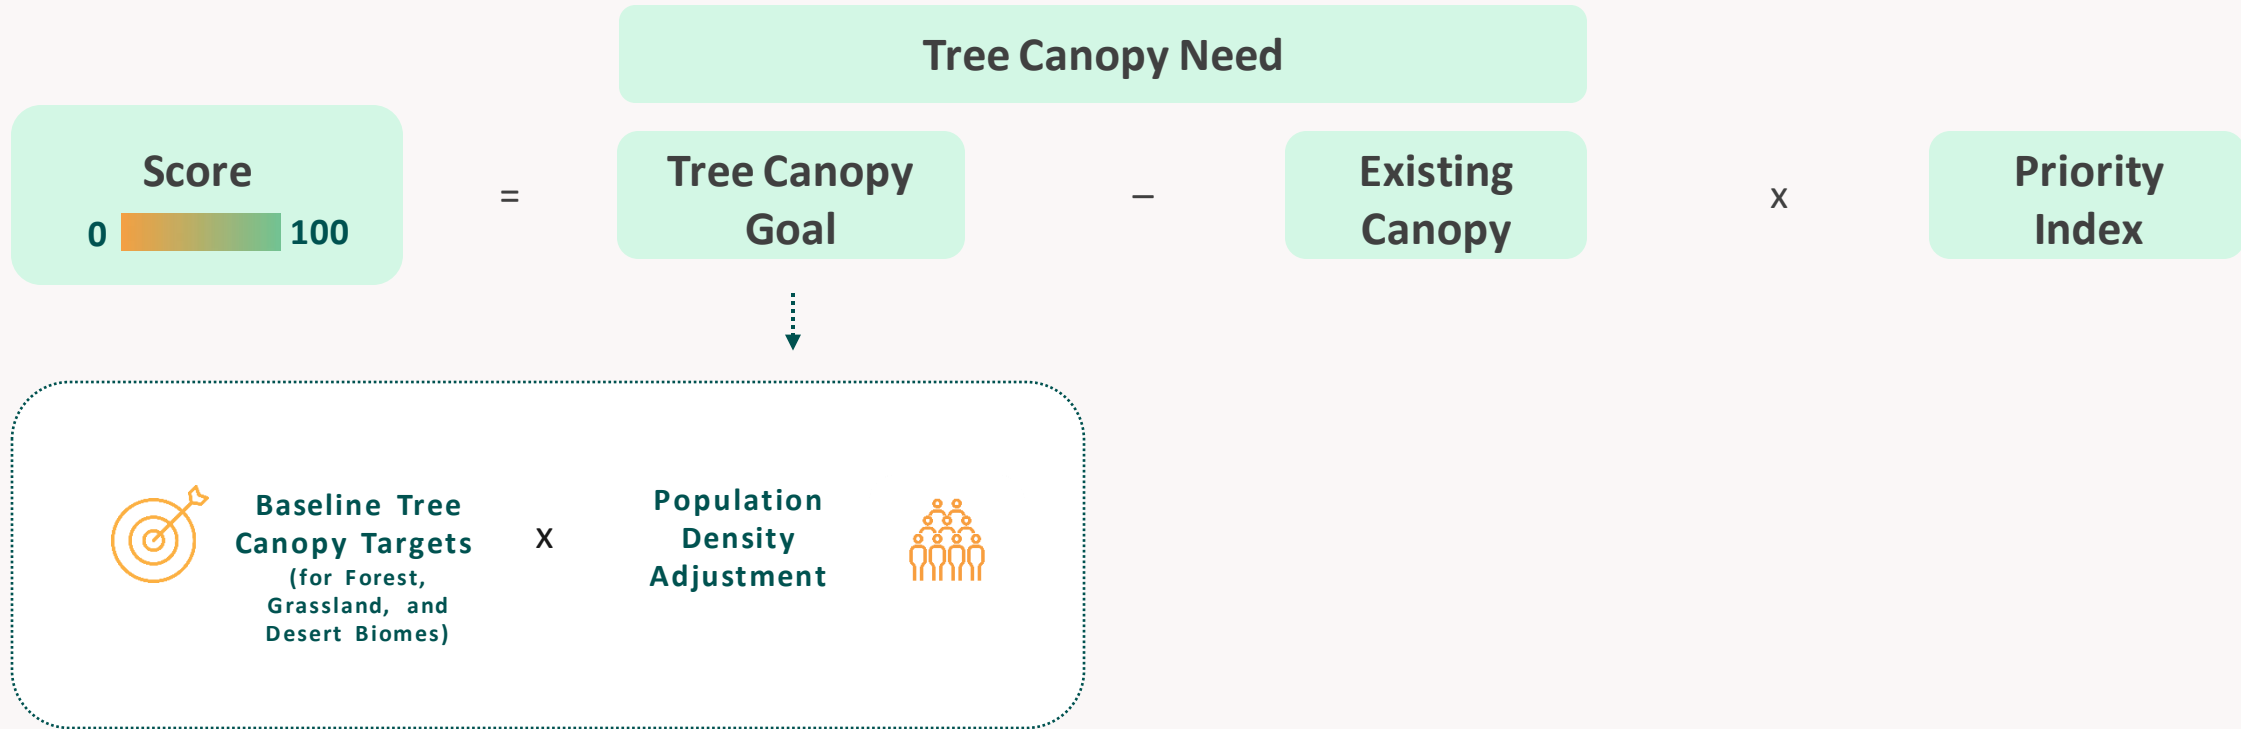 Tree Canopy Need
Score
0 100
=
Tree Canopy
Goal
–
Existing
Canopy
x
Priority
Index
Baseline Tree
Canopy Targets
(for Forest,
Grassland, and
Desert Biomes)
x
Population
Density
Adjustment